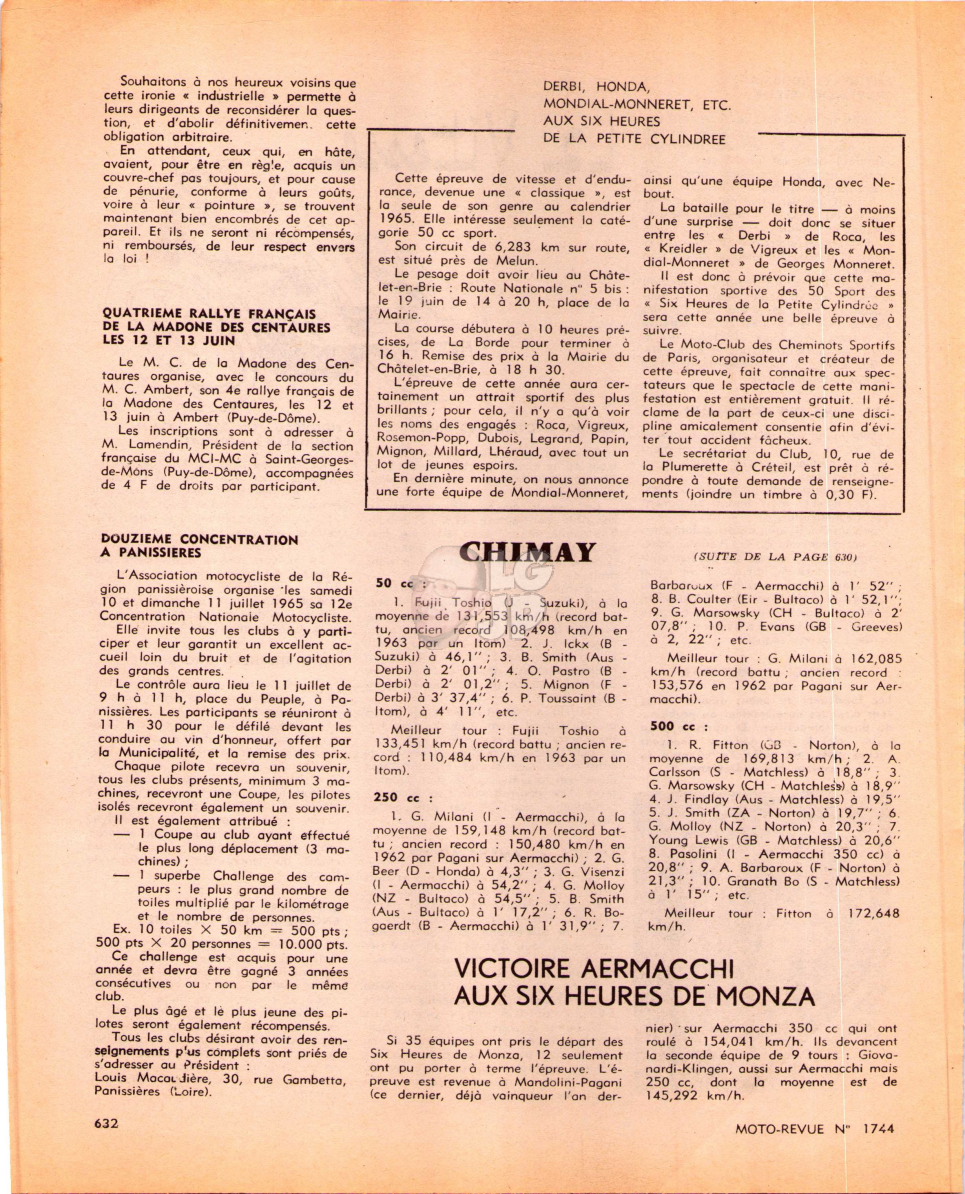 Souhaitons à nos heureux voisins que
cette ironie « industrielle » permette à
leurs dirigeants de reconsidérer la ques-
tion, et d'abolir définitivemen. cette
obligation arbitraire.
En attendant, ceux qui, en hâte,
avaient, pour être en règle, acquis un
couvre-chef pas toujours, et pour cause
de pénurie, conforme à leurs goûts,
voire à leur « pointure », se trouvent
maintenant bien encombrés de cet ap-
pareil. Et ils ne seront ni récompensés,
ni remboursés, de leur respect envers
la loi !
QUATRIEME RALLYE FRANÇAIS
DE LA MADONE DES CENTAURES
LES 12 ET 13 JUIN
Le M. C. de la Madone des Cen-
taures organise, avec le concours du
M. C. Ambert, son 4e rallye français de
la Madone des Centaures, les 12 et
13 juin à Ambert (Puy-de-Dôme).
Les inscriptions sont à adresser à
M. Lamendin, Président de la section
française du MCI-MC à Saint-Georges-
de-Mons (Puy-de-Dôme), accompagnées
de 4 F de droits par participant.
DOUZIEME CONCENTRATION
A PANISSIERES
L'Association motocycliste de la Ré-
gion panissièroise organise les samedi
10 et dimanche 11 juillet 1965 sa 12e
Concentration Nationale Motocycliste.
Elle invite tous les clubs à y parti-
ciper et leur garantit un excellent ac-
cueil loin du bruit et de l'agitation
des grands centres.
Le contrôle aura lieu le 11 juillet de
9 h à 11 h, place du Peuple, à Pa-
nissières. Les participants se réuniront à
11 h 30 pour le défilé devant les
conduire au vin d'honneur, offert par
la Municipalité, et la remise des prix.
Chaque pilote recevra un souvenir,
tous les clubs présents, minimum 3 ma-
chines, recevront une Coupe, les pilotes
isolés recevront également un souvenir.
Il est également attribué :
— 1 Coupe au club ayant effectué
le plus long déplacement (3 ma-
chines) ;
— 1 superbe Challenge des cam-
peurs : le plus grand nombre de
toiles multiplié par le kilométrage
et le nombre de personnes.
Ex. 10 toiles X 50 km = 500 pts ;
500 pts X 20 personnes = 10.000 pts.
Ce challenge est acquis pour une
année et devra être gagné 3 années
consécutives ou non par le même
club.
Le plus âgé et le plus jeune des pi-
lotes seront également récompensés.
Tous les clubs désirant avoir des ren-
seignements plus complets sont priés de
s'adresser au Président :
Louis Macaudière, 30, rue Gambetta,
Panissières (Loire).
DERBI, HONDA,
MONDIAL-MONNERET, ETC.
AUX SIX HEURES
DE LA PETITE CYLINDREE
Cette épreuve de vitesse et d'endu-
rance, devenue une « classique », est
la seule de son genre au calendrier
1965. Elle intéresse seulement la caté-
gorie 50 cc sport.
Son circuit de 6,283 km sur route,
est situé près de Melun.
Le pesage doit avoir lieu au Châte-
let-en-Brie : Route Nationale n° 5 bis :
le 19 juin de 14 à 20 h, place de la
Mairie.
La course débutera à 10 heures pré-
cises, de La Borde pour terminer à
16 h. Remise des prix à la Mairie du
Châtelet-en-Brie, à 18 h 30.
L'épreuve de cette année aura cer-
tainement un attrait sportif des plus
brillants ; pour cela, il n'y a qu'à voir
les noms des engagés : Roca, Vigreux,
Rosemon-Popp, Dubois, Legrand, Papin,
Mignon, Millard, Lhéraud, avec tout un
lot de jeunes espoirs.
En dernière minute, on nous annonce
une forte équipe de Mondial-Monneret,
ainsi qu'une équipe Honda, avec Ne-
bout.
La bataille pour le titre — à moins
d'une surprise — doit donc se situer
entre les « Derbi » de Roca, les
« Kreidler » de Vigreux et les « Mon-
dial-Monneret » de Georges Monneret.
Il est donc à prévoir que cette ma-
nifestation sportive des 50 Sport des
« Six Heures de la Petite Cylindrée »
sera cette année une belle épreuve à
suivre.
Le Moto-Club des Cheminots Sportifs
de Paris, organisateur et créateur de
cette épreuve, fait connaître aux spec-
tateurs que le spectacle de cette mani-
festation est entièrement gratuit. Il ré-
clame de la part de ceux-ci une disci-
pline amicalement consentie afin d'évi-
ter tout accident fâcheux.
Le secrétariat du Club, 10, rue de
la Plumerette à Créteil, est prêt à ré-
pondre à toute demande de renseigne-
ments (joindre un timbre à 0,30 F).
CHIMAY
(SUITE DE LA PAGE 630)
50 cc :
1. Fujii Toshio (J - Suzuki), à la
moyenne de 131,553 km/h (record bat-
tu, ancien record 108,498 km/h en
1963 par un Itom) 2. J. Ickx (B -
Suzuki) à 46,1'' ; 3. B. Smith (Aus -
Derbi) à 2' 01'' ; 4. O. Pastro (B -
Derbi) à 2' 01,2'' ; 5. Mignon (F -
Derbi) à 3' 37,4'' ; 6. P. Toussaint (B -
Itom), à 4' 11'', etc.
Meilleur tour : Fujii Toshio à
133,451 km/h (record battu ; ancien re-
cord : 110,484 km/h en 1963 par un
Itom).
250 cc :
1. G. Milani (I - Aermacchi), à la
moyenne de 159,148 km/h (record bat-
tu ; ancien record : 150,480 km/h en
1962 par Pagani sur Aermacchi) ; 2. G.
Beer (D - Honda) à 4,3'' ; 3. G. Visenzi
(I - Aermacchi) à 54,2'' ; 4. G. Molloy
(NZ - Bultaco) à 54,5'' ; 5. B. Smith
(Aus - Bultaco) à 1' 17,2'' ; 6. R. Bo-
gaerdt (B - Aermacchi) à 1' 31,9'' ; 7.
Barbaroux (F - Aermacchi) à 1' 52'' ;
8. B. Coulter (Eir - Bultaco) à 1' 52,1'' ;
9. G. Marsowsky (CH - Bultaco) à 2'
07,8'' ; 10. P. Evans (GB - Greeves)
à 2, 22'' ; etc.
Meilleur tour : G. Milani à 162,085
km/h (record battu ; ancien record :
153,576 en 1962 par Pagani sur Aer-
macchi).
500 cc :
1. R. Fitton (GB - Norton), à la
moyenne de 169,813 km/h ; 2. A.
Carlsson (S - Matchless) à 18,8'' ; 3.
G. Marsowsky (CH - Matchless) à 18,9''
4. J. Findlay (Aus - Matchless) à 19,5''
5. J. Smith (ZA - Norton) à 19,7'' ; 6.
G. Molloy (NZ - Norton) à 20,3'' ; 7.
Young Lewis (GB - Matchless) à 20,6''
8. Pasolini (I - Aermacchi 350 cc) à
20,8'' ; 9. A. Barbaroux (F - Norton) à
21,3'' ; 10. Granath Bo (S - Matchless)
à 1' 15'' ; etc.
Meilleur tour : Fitton à 172,648
km/h.
VICTOIRE AERMACCHI
AUX SIX HEURES DE MONZA
Si 35 équipes ont pris le départ des
Six Heures de Monza, 12 seulement
ont pu porter à terme l'épreuve. L'é-
preuve est revenue à Mandolini-Pagani
(ce dernier, déjà vainqueur l'an der-
nier) sur Aermacchi 350 cc qui ont
roulé à 154,041 km/h. Ils devancent
la seconde équipe de 9 tours : Giova-
nardi-Klingen, aussi sur Aermacchi mais
250 cc, dont la moyenne est de
145,292 km/h.
632
MOTO-REVUE N° 1744